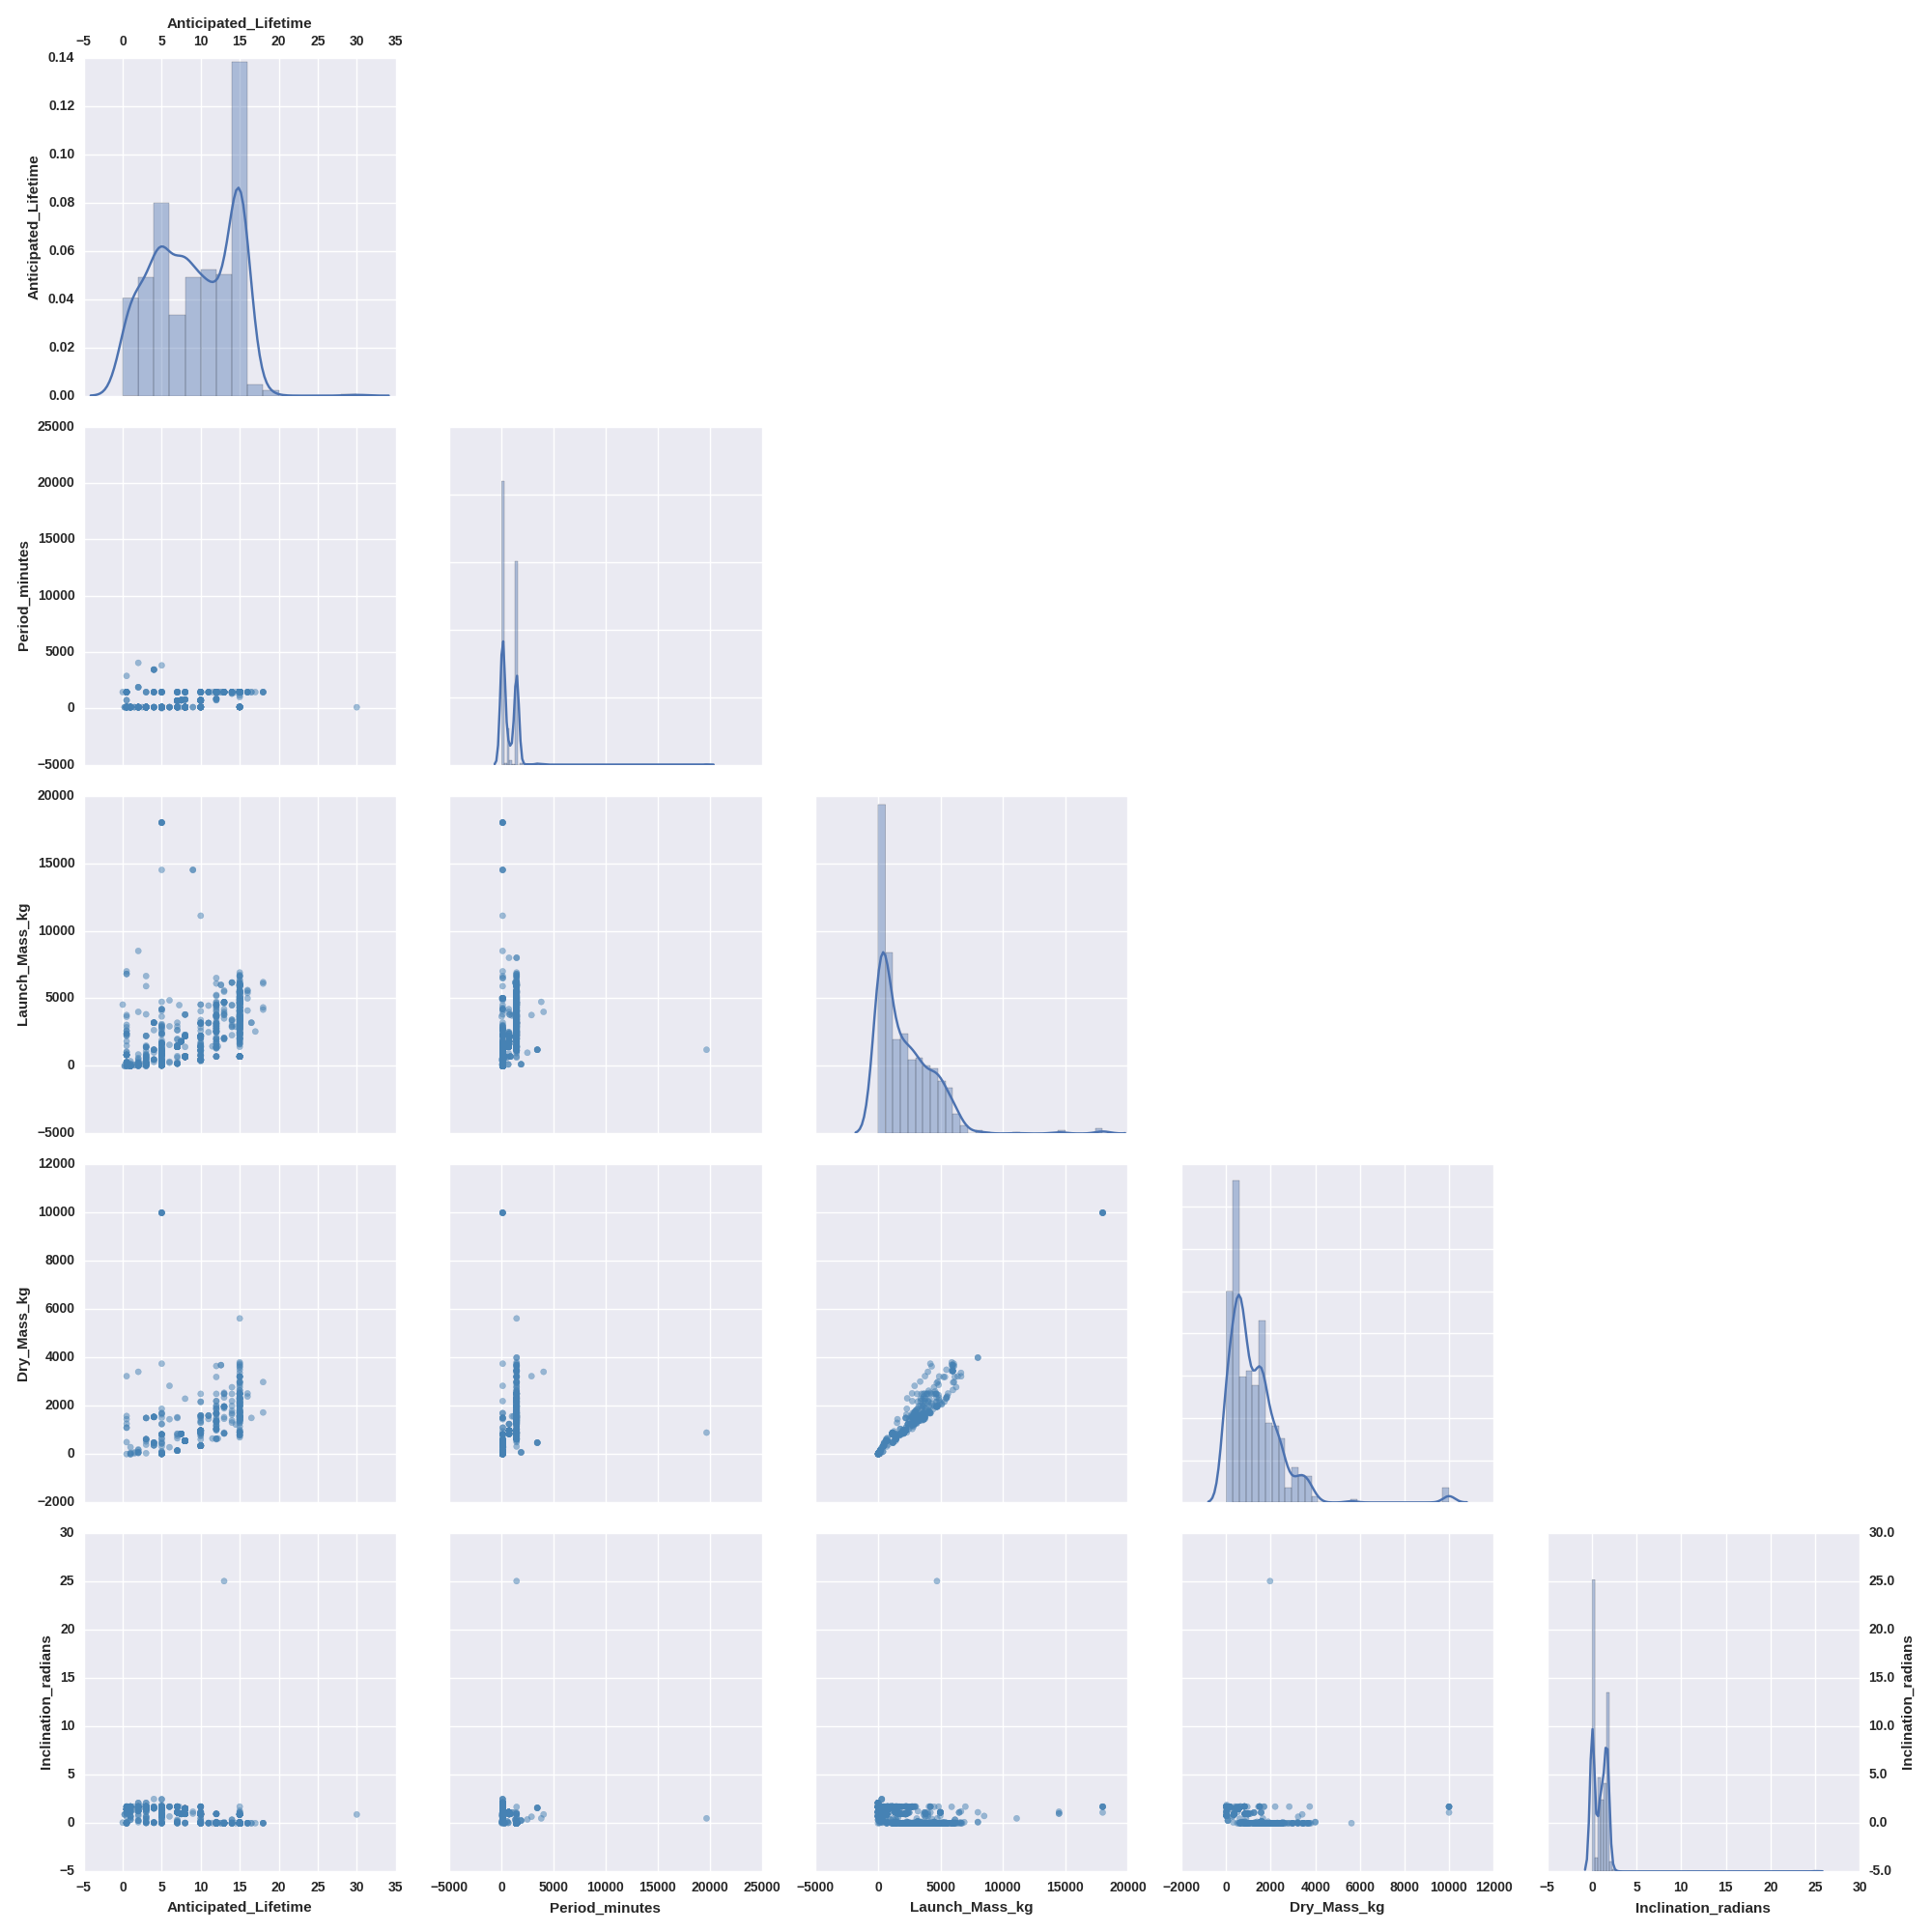 Anticipated_Lifetime
−5 0 5 10 15 20 25 30 35
0.14
0.12
0.10
0.08
0.06
0.04
0.02
0.00
Anticipated_Lifetime
25000
20000
15000
10000
5000
0
−5000
Period_minutes
20000
15000
10000
5000
0
−5000
Launch_Mass_kg
12000
10000
8000
6000
4000
2000
0
−2000
Dry_Mass_kg
30
25
20
15
10
5
0
−5
Inclination_radians
30.0
25.0
20.0
15.0
10.0
5.0
0.0
-5.0
Inclination_radians
−5 0 5 10 15 20 25 30 35
Anticipated_Lifetime
−5000 0 5000 10000 15000 20000 25000
Period_minutes
−5000 0 5000 10000 15000 20000
Launch_Mass_kg
−2000 0 2000 4000 6000 8000 10000 12000
Dry_Mass_kg
−5 0 5 10 15 20 25 30
Inclination_radians